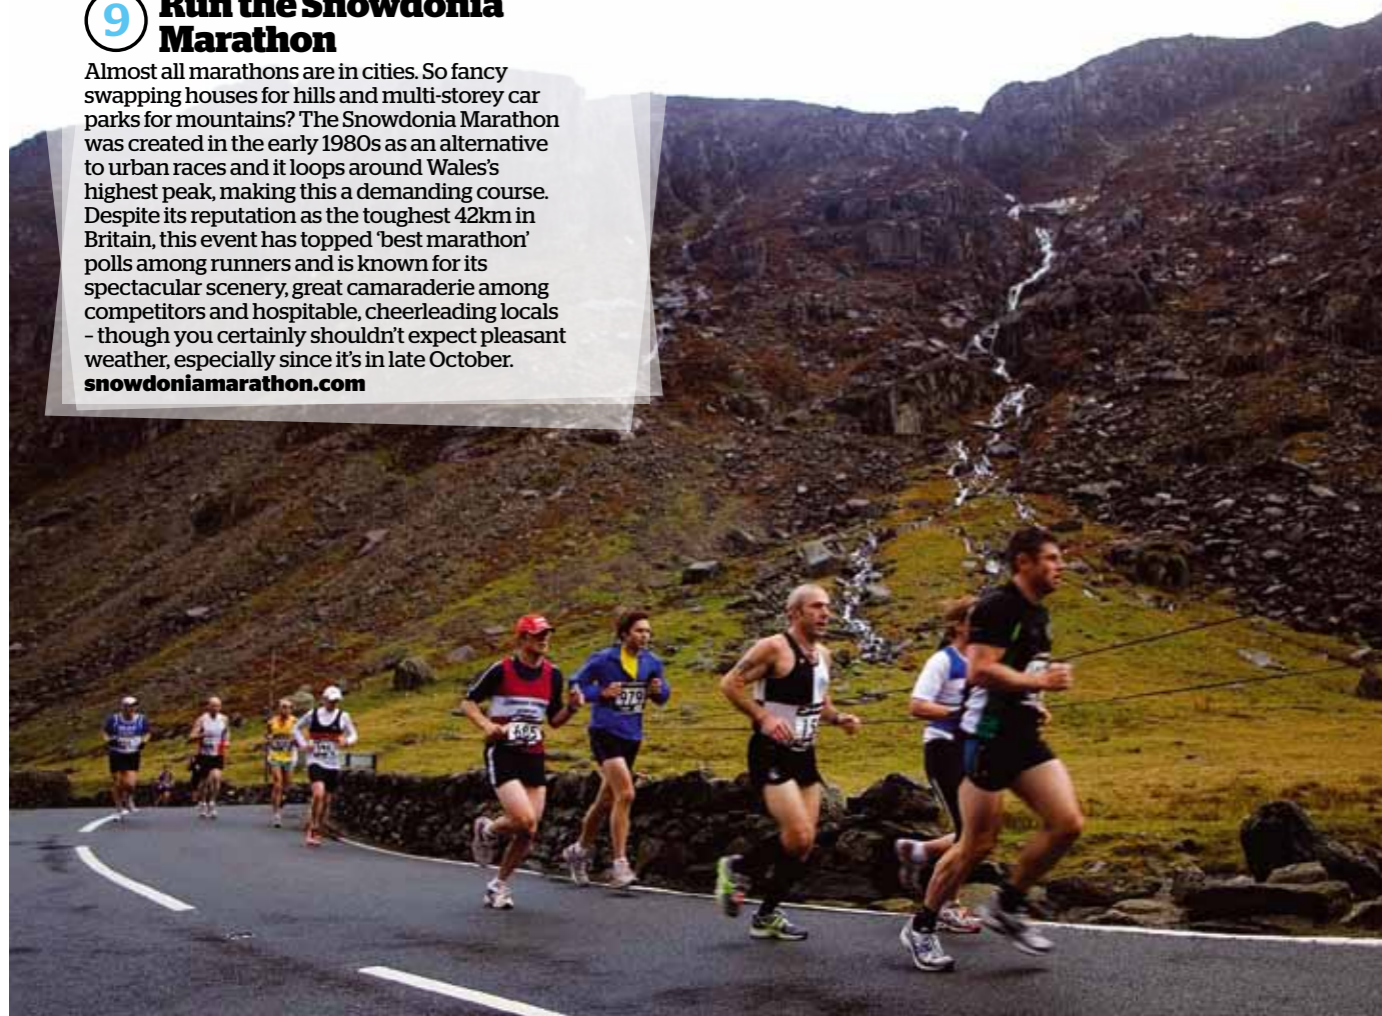 9
Run the Snowdonia
Marathon
Almost all marathons are in cities. So fancy
swapping houses for hills and multi-storey car
parks for mountains? The Snowdonia Marathon
was created in the early 1980s as an alternative
to urban races and it loops around Wales’s
highest peak, making this a demanding course.
Despite its reputation as the toughest 42km in
Britain, this event has topped ‘best marathon’
polls among runners and is known for its
spectacular scenery, great camaraderie among
competitors and hospitable, cheerleading locals
– though you certainly shouldn’t expect pleasant
weather, especially since it’s in late October.
snowdoniamarathon.com
685
979